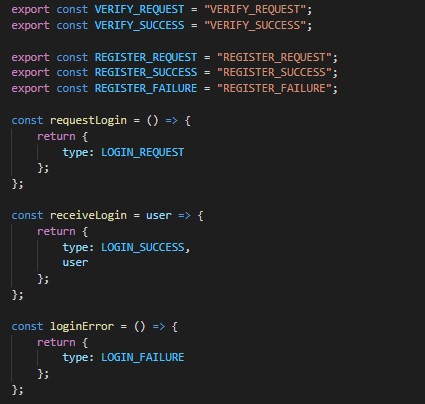 export const VERIFY_REQUEST = "VERIFY_REQUEST";
export const VERIFY_SUCCESS = "VERIFY_SUCCESS";
export const REGISTER_REQUEST = "REGISTER_REQUEST";
export const REGISTER_SUCCESS = "REGISTER_SUCCESS";
export const REGISTER_FAILURE = "REGISTER_FAILURE";
const requestLogin = () => {
    return {
        type: LOGIN_REQUEST
    };
};
const receiveLogin = user => {
    return {
        type: LOGIN_SUCCESS,
        user
    };
};
const loginError = () => {
    return {
        type: LOGIN_FAILURE
    };
};